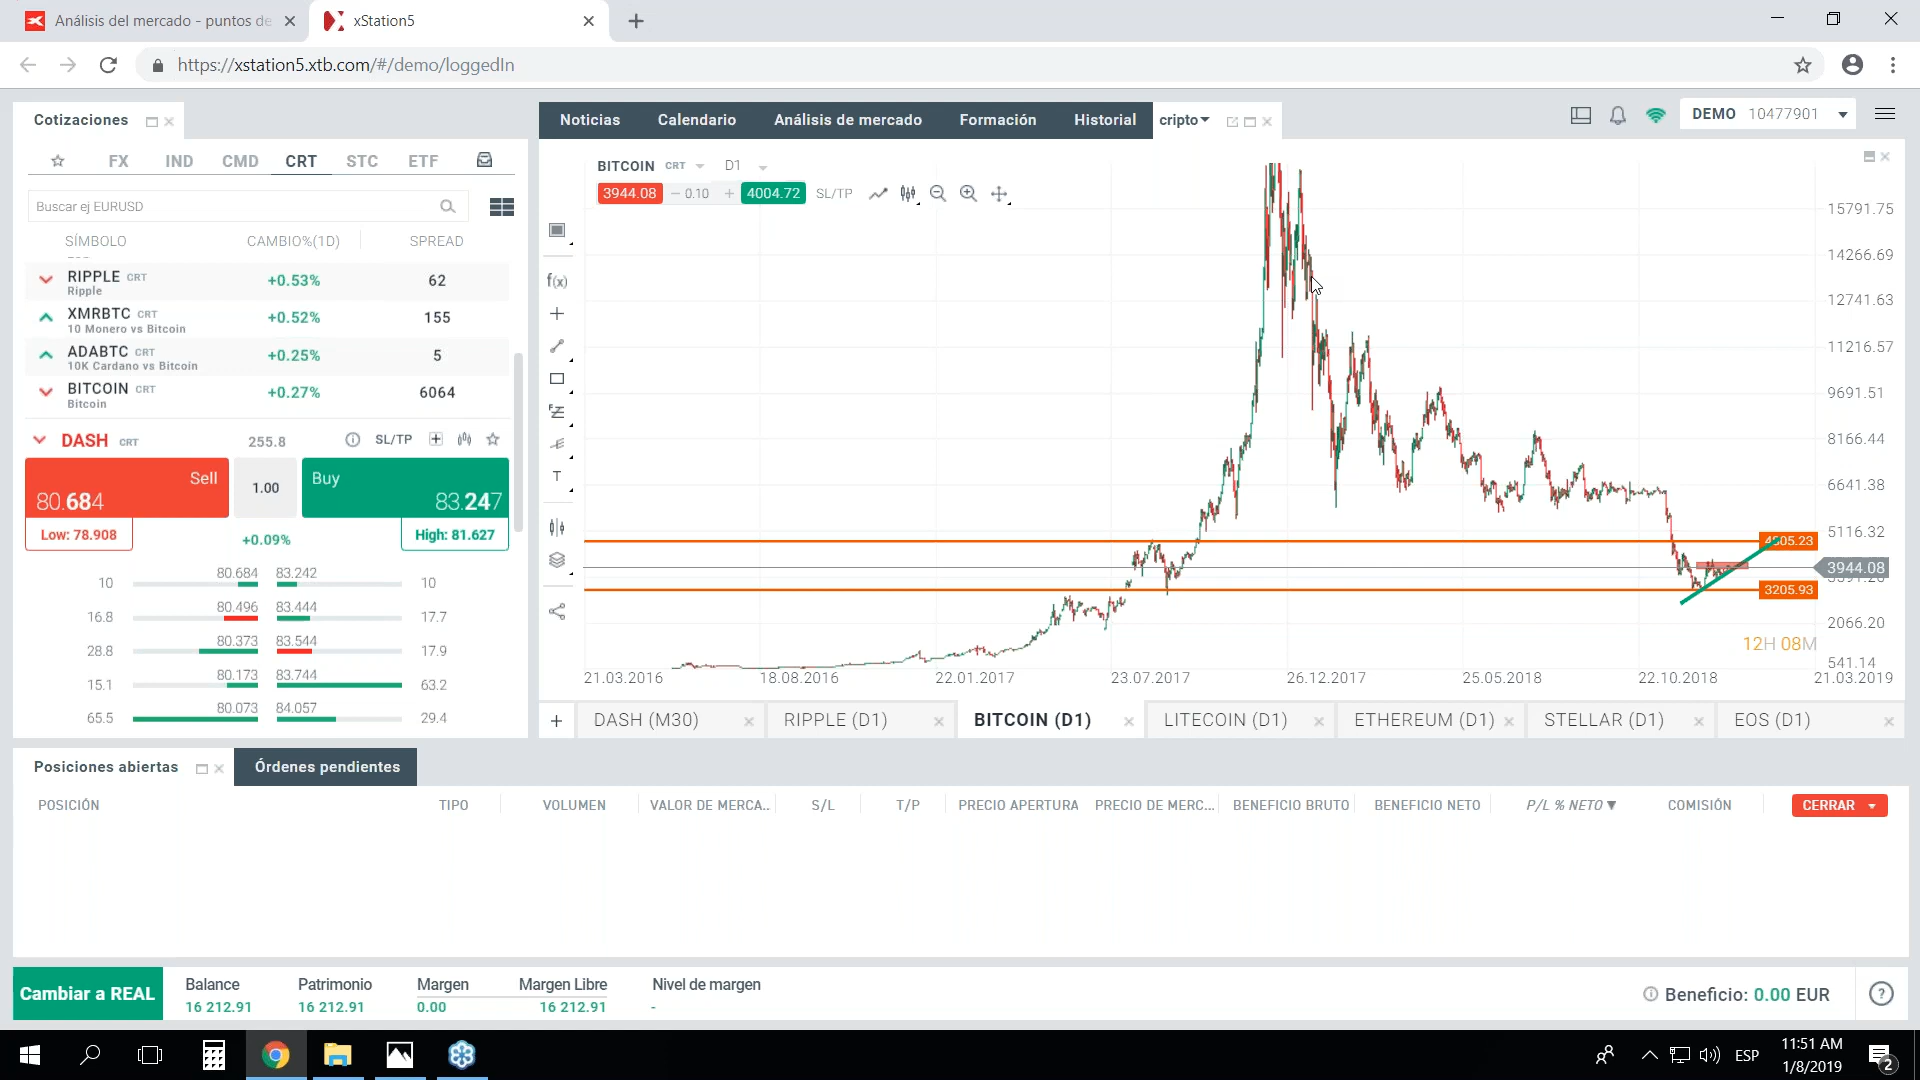 Análisis del mercado - puntos de
xStation5
https://xstation5.xtb.com/#/demo/loggedIn
Cotizaciones
FX IND CMD CRT STC ETF
Buscar ej EURUSD
SÍMBOLO CAMBIO%(1D) SPREAD
RIPPLE CRT +0.53% 62
Ripple
XMRBTC CRT +0.52% 155
10 Monero vs Bitcoin
ADABTC CRT +0.25% 5
10K Cardano vs Bitcoin
BITCOIN CRT +0.27% 6064
Bitcoin
DASH CRT 255.8 SL/TP
Sell 1.00 Buy
80.684 83.247
Low: 78.908 +0.09% High: 81.627
10 80.684 83.242 10
16.8 80.496 83.444 17.7
28.8 80.373 83.544 17.9
15.1 80.173 83.744 63.2
65.5 80.073 84.057 29.4
Noticias Calendario Análisis de mercado Formación Historial cripto
DEMO 10477901
BITCOIN CRT D1
3944.08 0.10 4004.72 SL/TP
f(x)
T
15791.75
14266.69
12741.63
11216.57
9691.51
8166.44
6641.38
5116.32
4805.23
3944.08
3205.93
2066.20
12H 08M
541.14
21.03.2016 18.08.2016 22.01.2017 23.07.2017 26.12.2017 25.05.2018 22.10.2018 21.03.2019
DASH (M30) RIPPLE (D1) BITCOIN (D1) LITECOIN (D1) ETHEREUM (D1) STELLAR (D1) EOS (D1)
Posiciones abiertas Órdenes pendientes
POSICIÓN TIPO VOLUMEN VALOR DE MERCA.. S/L T/P PRECIO APERTURA PRECIO DE MERC... BENEFICIO BRUTO BENEFICIO NETO P/L % NETO COMISIÓN CERRAR
Cambiar a REAL
Balance Patrimonio Margen Margen Libre Nivel de margen
16 212.91 16 212.91 0.00 16 212.91 -
Beneficio: 0.00 EUR
ESP
11:51 AM
1/8/2019
2